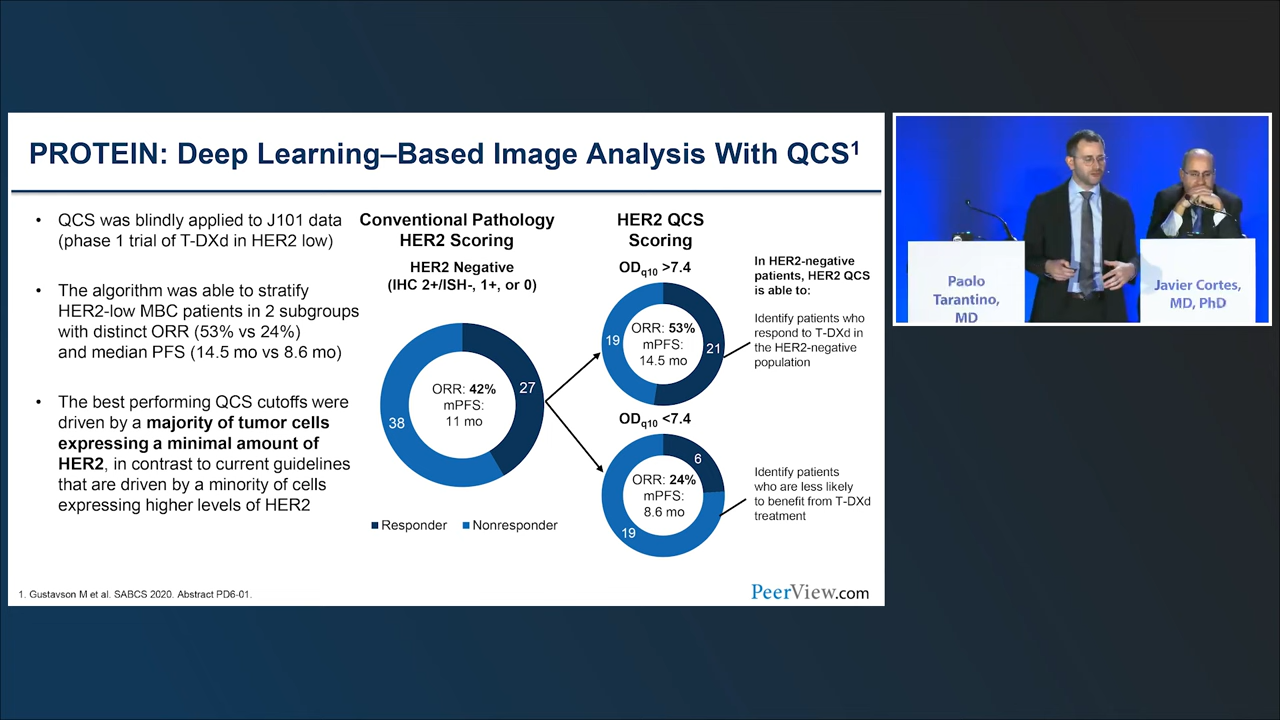 PROTEIN: Deep Learning–Based Image Analysis With QCS¹
• QCS was blindly applied to J101 data
(phase 1 trial of T-DXd in HER2 low)
• The algorithm was able to stratify
HER2-low MBC patients in 2 subgroups
with distinct ORR (53% vs 24%)
and median PFS (14.5 mo vs 8.6 mo)
• The best performing QCS cutoffs were
driven by a majority of tumor cells
expressing a minimal amount of
HER2, in contrast to current guidelines
that are driven by a minority of cells
expressing higher levels of HER2
Conventional Pathology
HER2 Scoring
HER2 Negative
(IHC 2+/ISH-, 1+, or 0)
ORR: 42%
mPFS:
11 mo
27
38
Responder
Nonresponder
HER2 QCS
Scoring
ODq10 >7.4
ORR: 53%
mPFS:
14.5 mo
19
21
ODq10 <7.4
ORR: 24%
mPFS:
8.6 mo
6
19
In HER2-negative
patients, HER2 QCS
is able to:
Identify patients who
respond to T-DXd in
the HER2-negative
population
Identify patients
who are less likely
to benefit from T-DXd
treatment
1. Gustavson M et al. SABCS 2020. Abstract PD6-01.
PeerView.com
Paolo
Tarantino,
MD
Javier Cortes,
MD, PhD